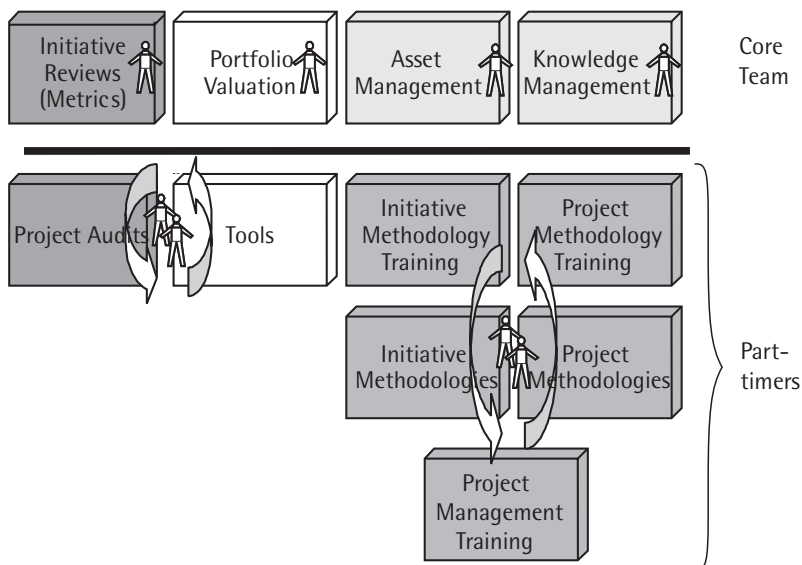 Initiative
Reviews
(Metrics)
Portfolio
Valuation
Asset
Management
Knowledge
Management
Core
Team
Project Audits
Tools
Initiative
Methodology
Training
Project
Methodology
Training
Initiative
Methodologies
Project
Methodologies
Part-
timers
Project
Management
Training